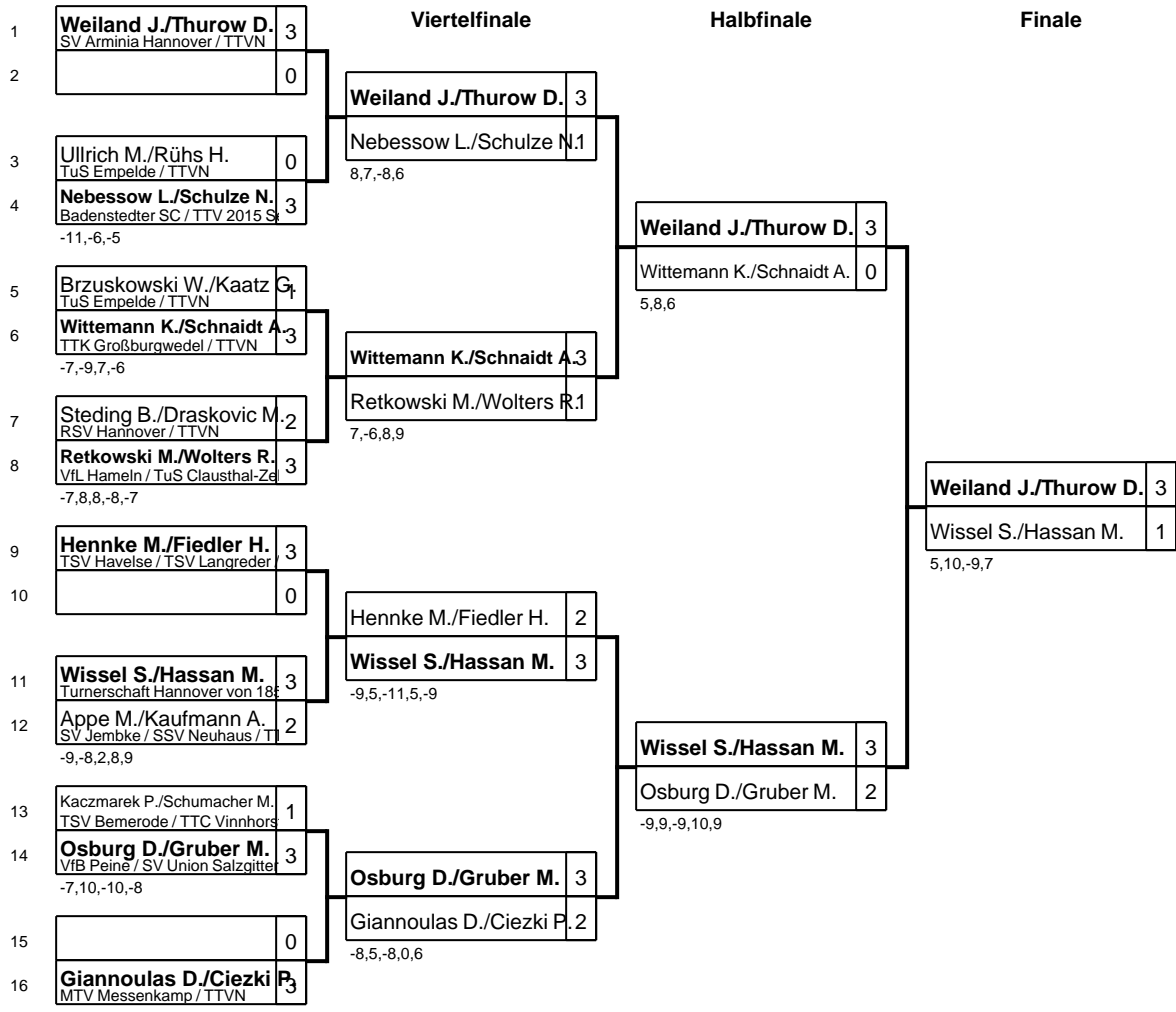 Viertelfinale
Halbfinale
Finale
1
Weiland J./Thurow D. 3
SV Arminia Hannover / TTVN
2
0
3
Ullrich M./Rühs H. 0
TuS Empelde / TTVN
4
Nebessow L./Schulze N. 3
Badenstedter SC / TTV 2015 Se
-11,-6,-5
5
Brzuskowski W./Kaatz G. 1
TuS Empelde / TTVN
6
Wittemann K./Schnaidt A. 3
TTK Großburgwedel / TTVN
-7,-9,7,-6
7
Steding B./Draskovic M. 2
RSV Hannover / TTVN
8
Retkowski M./Wolters R. 3
VfL Hameln / TuS Clausthal-Zel
-7,8,8,-8,-7
9
Hennke M./Fiedler H. 3
TSV Havelse / TSV Langreder /
10
0
11
Wissel S./Hassan M. 3
Turnerschaft Hannover von 185
12
Appe M./Kaufmann A. 2
SV Jembke / SSV Neuhaus / TT
-9,-8,2,8,9
13
Kaczmarek P./Schumacher M. 1
TSV Bemerode / TTC Vinnhors
14
Osburg D./Gruber M. 3
VfB Peine / SV Union Salzgitter
-7,10,-10,-8
15
0
16
Giannoulas D./Ciezki P. 3
MTV Messenkamp / TTVN
Weiland J./Thurow D. 3
Nebessow L./Schulze N. 1
8,7,-8,6
Wittemann K./Schnaidt A. 3
Retkowski M./Wolters R. 1
7,-6,8,9
Hennke M./Fiedler H. 2
Wissel S./Hassan M. 3
-9,5,-11,5,-9
Osburg D./Gruber M. 3
Giannoulas D./Ciezki P. 2
-8,5,-8,0,6
Weiland J./Thurow D. 3
Wittemann K./Schnaidt A. 0
5,8,6
Wissel S./Hassan M. 3
Osburg D./Gruber M. 2
-9,9,-9,10,9
Weiland J./Thurow D. 3
Wissel S./Hassan M. 1
5,10,-9,7